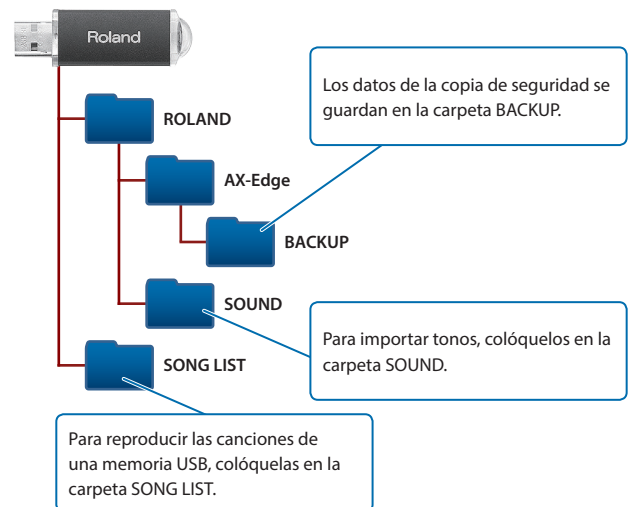 Roland
Los datos de la copia de seguridad se
guardan en la carpeta BACKUP.
ROLAND
AX-Edge
BACKUP
SOUND
Para importar tonos, colóquelos en la
carpeta SOUND.
SONG LIST
Para reproducir las canciones de
una memoria USB, colóquelas en la
carpeta SONG LIST.